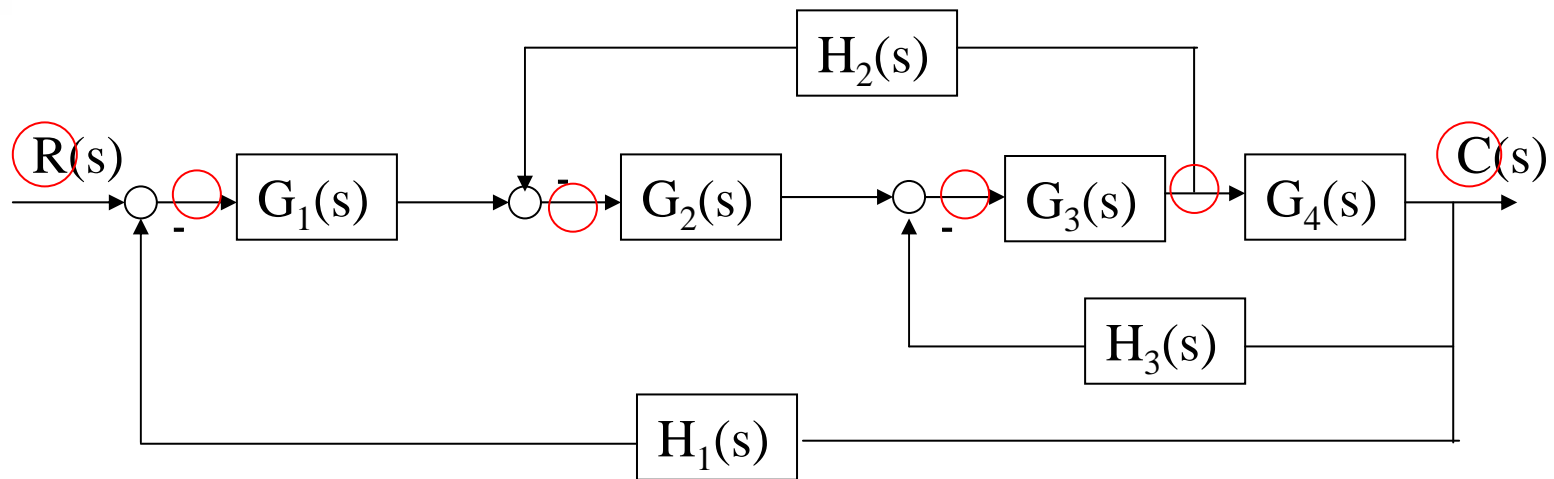 H₂(s)
R(s)
C(s)
-
G₁(s)
G₂(s)
G₃(s)
G₄(s)
-
-
H₃(s)
H₁(s)